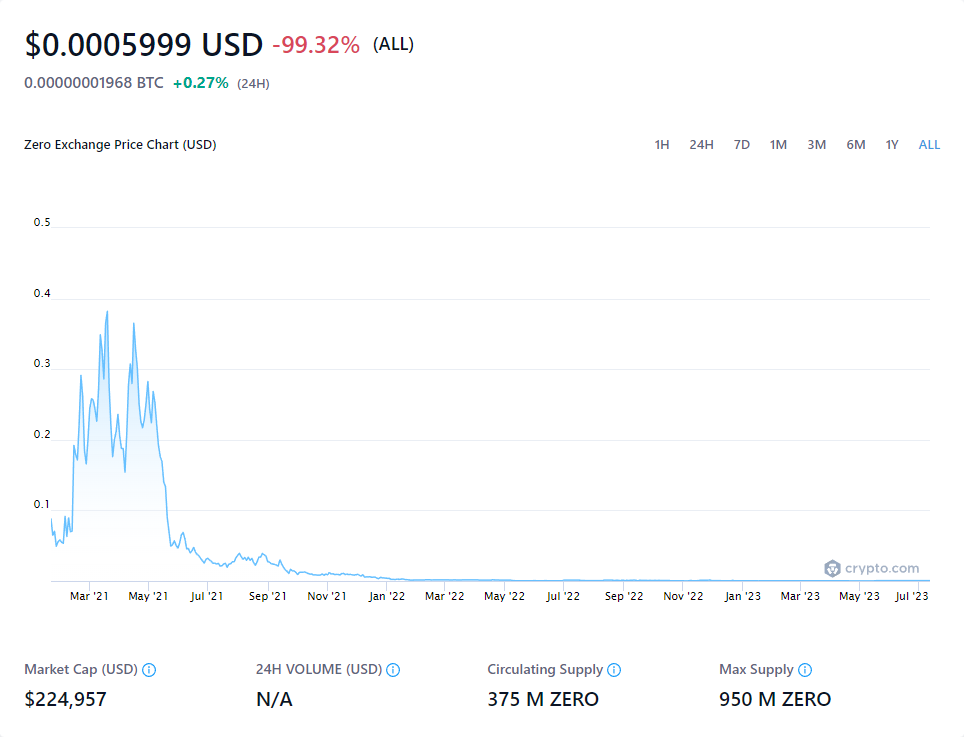 $0.0005999 USD -99.32% (ALL)
0.00000001968 BTC +0.27% (24H)
Zero Exchange Price Chart (USD) 1H 24H 7D 1M 3M 6M 1Y ALL
0.5
0.4
0.3
0.2
0.1
crypto.com
Mar '21 May '21 Jul '21 Sep '21 Nov '21 Jan '22 Mar '22 May '22 Jul '22 Sep '22 Nov '22 Jan '23 Mar '23 May '23 Jul '23
Market Cap (USD) 24H VOLUME (USD) Circulating Supply Max Supply
$224,957 N/A 375 M ZERO 950 M ZERO